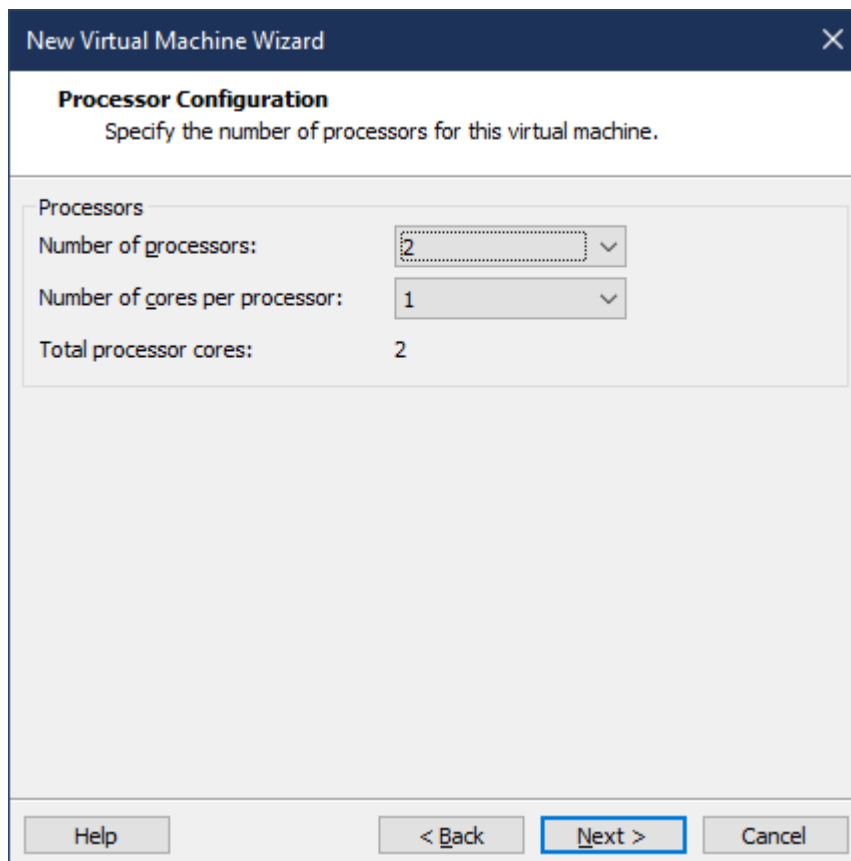 New Virtual Machine Wizard
Processor Configuration
Specify the number of processors for this virtual machine.
Processors
Number of processors: 2
Number of cores per processor: 1
Total processor cores: 2
Help < Back Next > Cancel